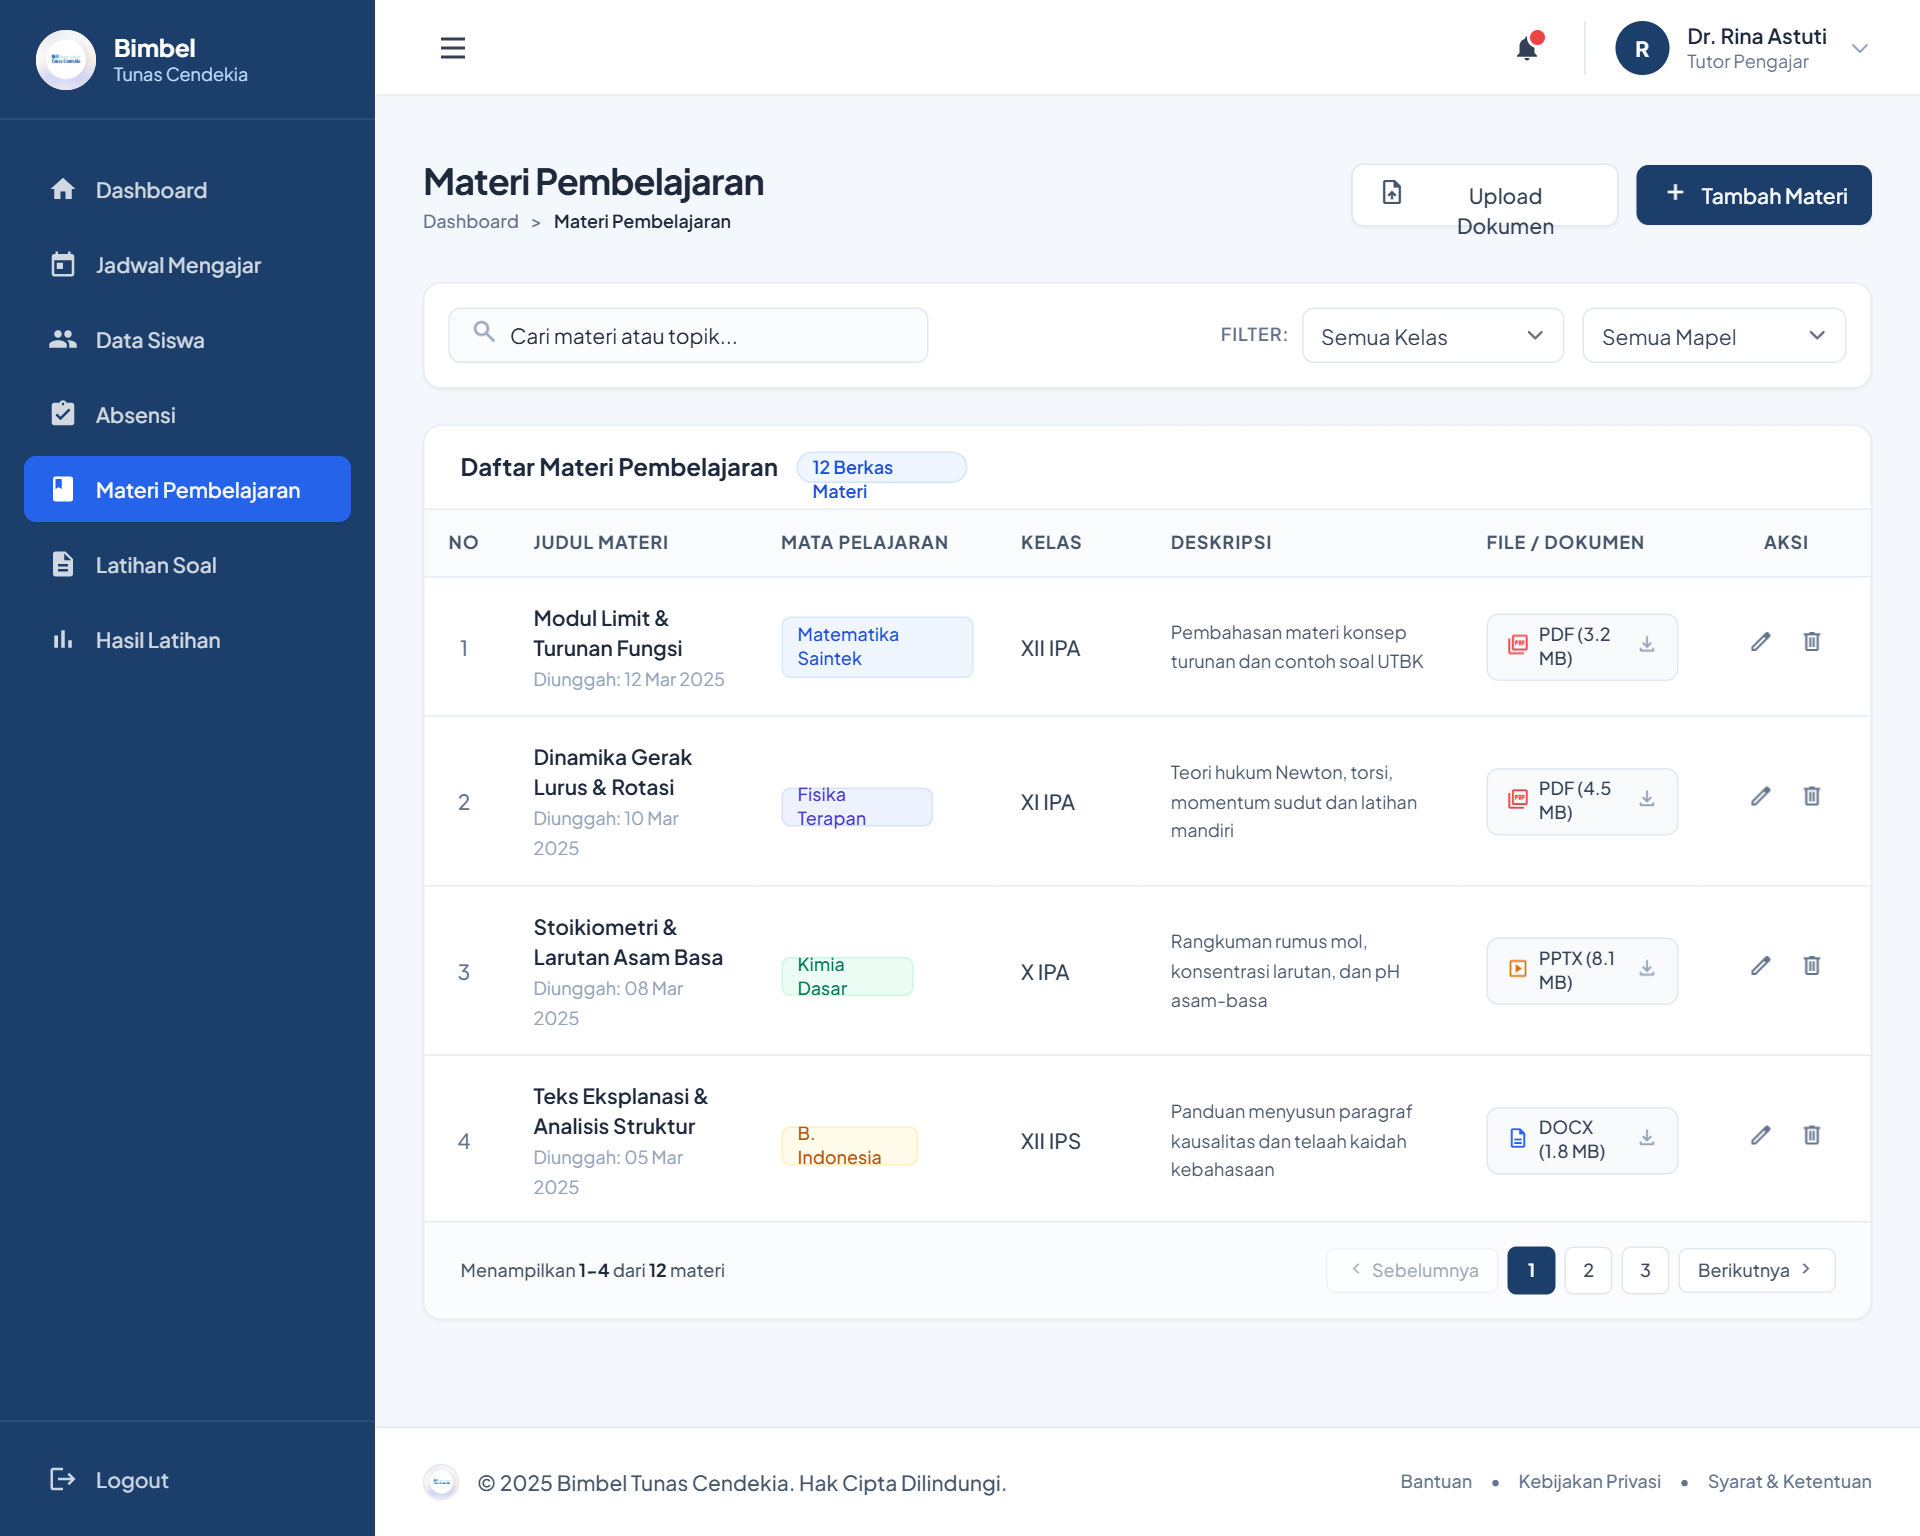 Bimbel
Tunas Cendekia
Dashboard
Jadwal Mengajar
Data Siswa
Absensi
Materi Pembelajaran
Latihan Soal
Hasil Latihan
Logout
R
Dr. Rina Astuti
Tutor Pengajar
Materi Pembelajaran
Dashboard > Materi Pembelajaran
Upload
Dokumen
+ Tambah Materi
Cari materi atau topik...
FILTER:
Semua Kelas
Semua Mapel
Daftar Materi Pembelajaran
12 Berkas
Materi
NO JUDUL MATERI MATA PELAJARAN KELAS DESKRIPSI FILE / DOKUMEN AKSI
1
Modul Limit &
Turunan Fungsi
Diunggah: 12 Mar 2025
Matematika
Saintek
XII IPA
Pembahasan materi konsep
turunan dan contoh soal UTBK
PDF (3.2
MB)
2
Dinamika Gerak
Lurus & Rotasi
Diunggah: 10 Mar
2025
Fisika
Terapan
XI IPA
Teori hukum Newton, torsi,
momentum sudut dan latihan
mandiri
PDF (4.5
MB)
3
Stoikiometri &
Larutan Asam Basa
Diunggah: 08 Mar
2025
Kimia
Dasar
X IPA
Rangkuman rumus mol,
konsentrasi larutan, dan pH
asam-basa
PPTX (8.1
MB)
4
Teks Eksplanasi &
Analisis Struktur
Diunggah: 05 Mar
2025
B.
Indonesia
XII IPS
Panduan menyusun paragraf
kausalitas dan telaah kaidah
kebahasaan
DOCX
(1.8 MB)
Menampilkan 1-4 dari 12 materi
Sebelumnya 1 2 3 Berikutnya
© 2025 Bimbel Tunas Cendekia. Hak Cipta Dilindungi.
Bantuan • Kebijakan Privasi • Syarat & Ketentuan